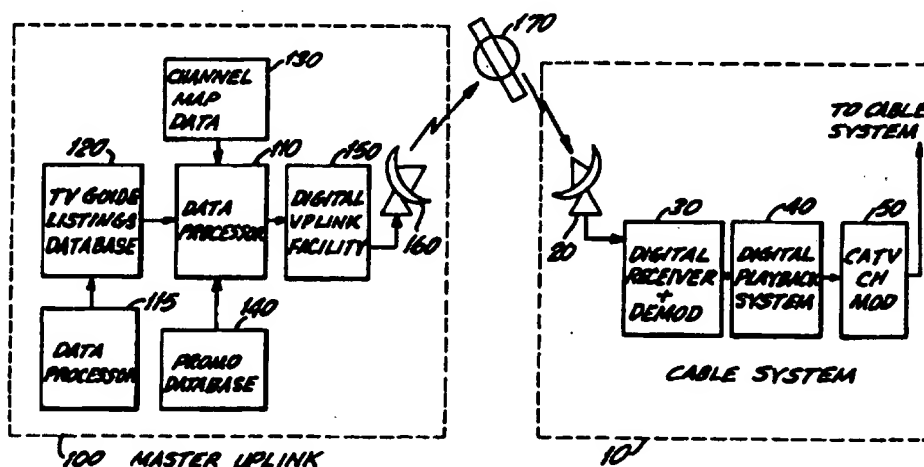 170
130
CHANNEL
MAP
DATA
TO CABLE
SYSTEM
120
110
150
TV GUIDE
LISTINGS
DATABASE
DATA
PROCESSOR
DIGITAL
UPLINK
FACILITY
160
20
30
40
50
DIGITAL
RECEIVER
+
DEMOD
DIGITAL
PLAYBACK
SYSTEM
CATV
CH
MOD
115
140
DATA
PROCESSOR
PROMO
DATABASE
CABLE SYSTEM
100 MASTER UPLINK
10